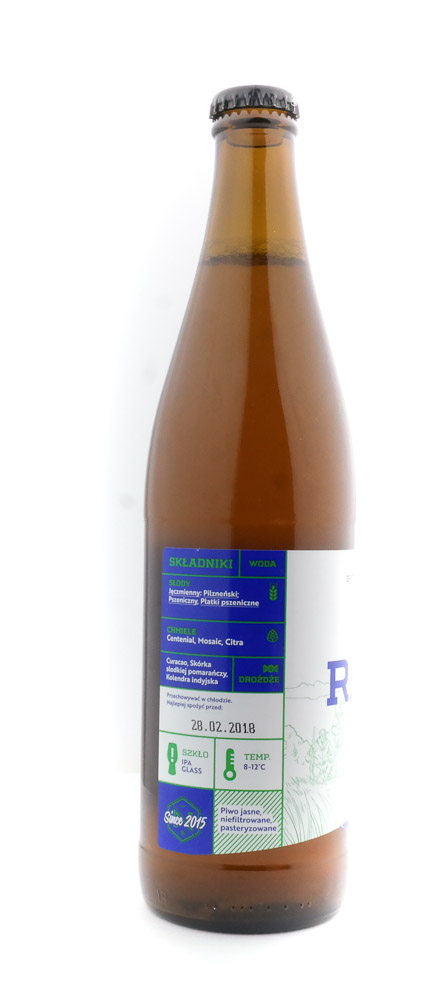 SKŁADNIKI
WODA
SŁODY
Jęczmienny: Pilzneński;
Pszeniczny, Płatki pszeniczne
CHMIELE
Centenial, Mosaic, Citra
Curacao, Skórka
słodkiej pomarańczy,
Kolendra indyjska
DROŻDŻE
Przechowywać w chłodzie.
Najlepiej spożyć przed:
28.02.2018
SZKŁO
IPA
GLASS
TEMP.
8-12°C
Since 2015
Piwo jasne,
niefiltrowane,
pasteryzowane
R